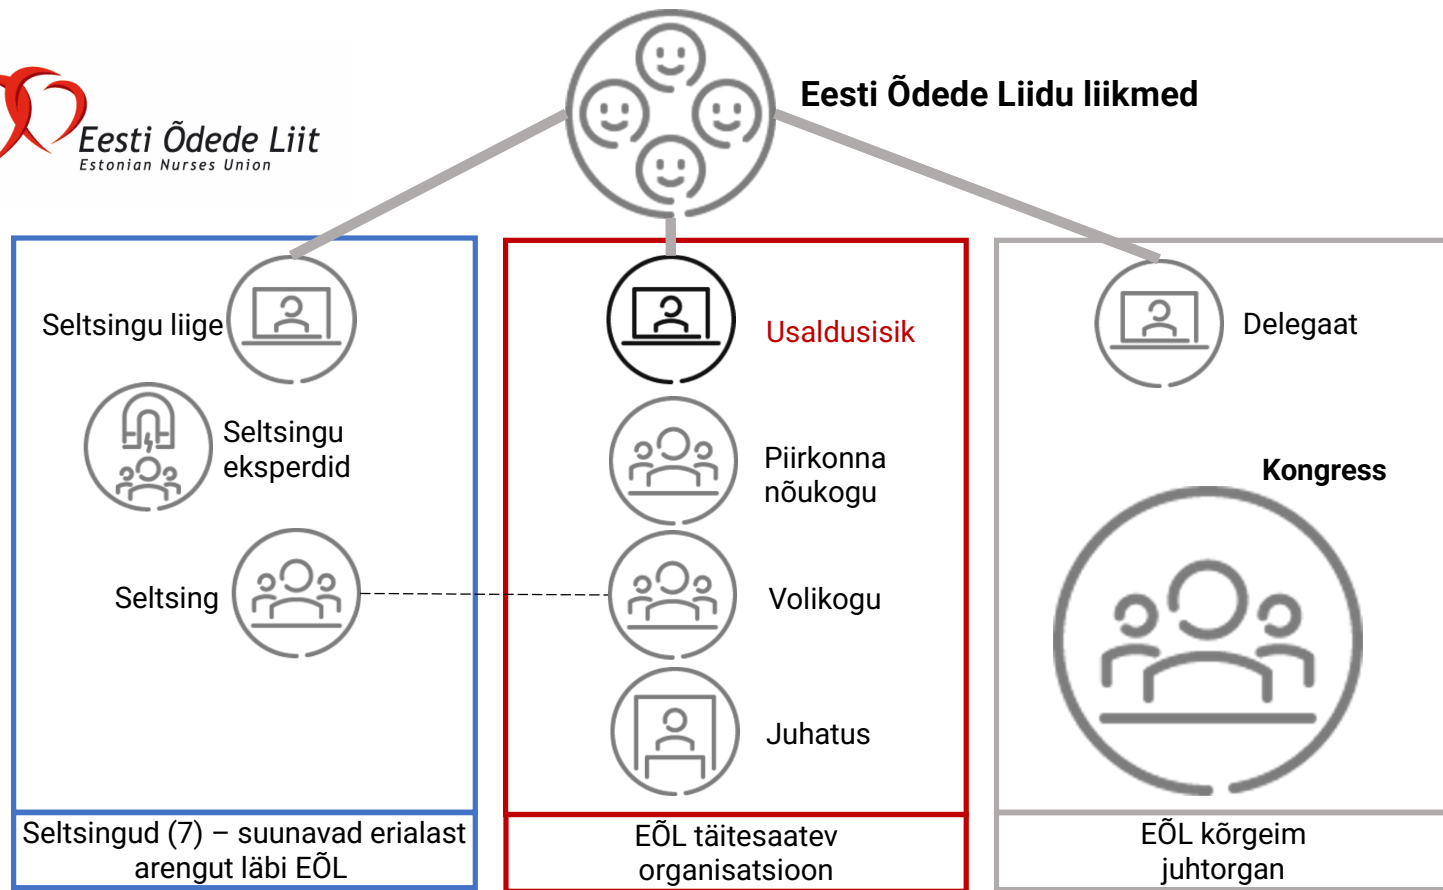 Eesti Õdede Liit
Estonian Nurses Union
Eesti Õdede Liidu liikmed
Seltsingu liige
Seltsingu
eksperdid
Seltsing
Seltsingud (7) – suunavad erialast
arengut läbi EÕL
Usaldusisik
Piirkonna
nõukogu
Volikogu
Juhatus
EÕL täitesaatev
organisatsioon
Delegaat
Kongress
EÕL kõrgeim
juhtorgan